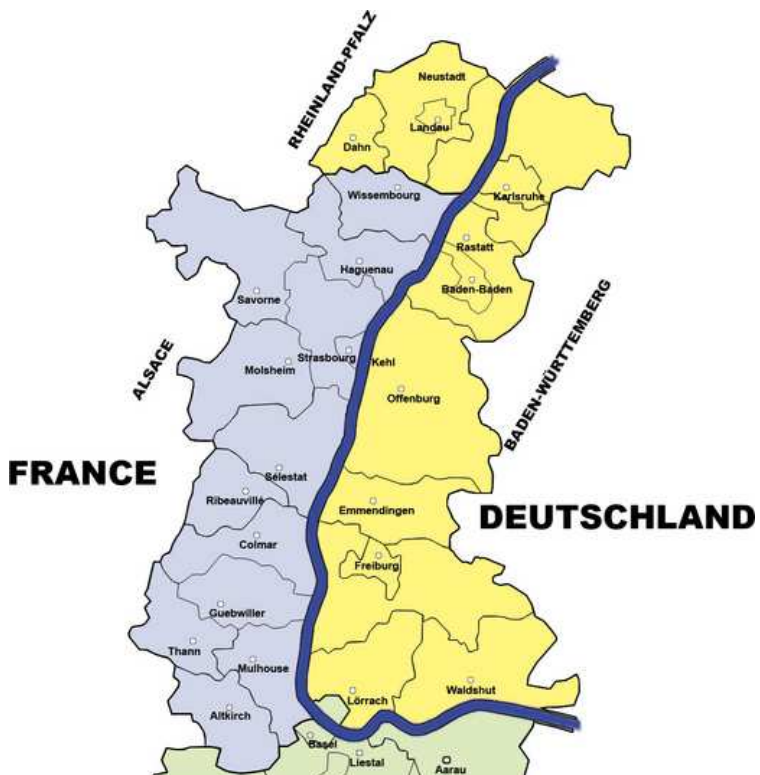 RHEINLAND-PFALZ
Neustadt
Landau
Dahn
Wissembourg
Karlsruhe
Rastatt
Haguenau
Baden-Baden
Savorne
ALSACE
Strasbourg
Kehl
Molsheim
Offenburg
BADEN-WÜRTTEMBERG
FRANCE
Sélestat
Ribeauvillé
Emmendingen
DEUTSCHLAND
Colmar
Freiburg
Guebwiller
Thann
Mulhouse
Waldshut
Lörrach
Altkirch
Basel
Liestal
Aarau